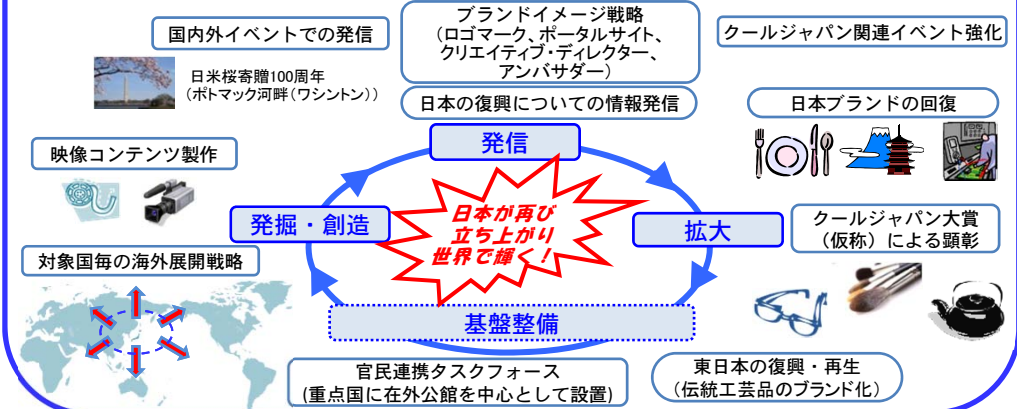 国内外イベントでの発信
日米桜寄贈100周年
（ポトマック河畔（ワシントン））
ブランドイメージ戦略
（ロゴマーク、ポータルサイト、
クリエイティブ・ディレクター、
アンバサダー）
日本の復興についての情報発信
クールジャパン関連イベント強化
日本ブランドの回復
映像コンテンツ製作
発信
発掘・創造
日本が再び
立ち上がり
世界で輝く！
拡大
クールジャパン大賞
（仮称）による顕彰
対象国毎の海外展開戦略
基盤整備
官民連携タスクフォース
(重点国に在外公館を中心として設置)
東日本の復興・再生
（伝統工芸品のブランド化）